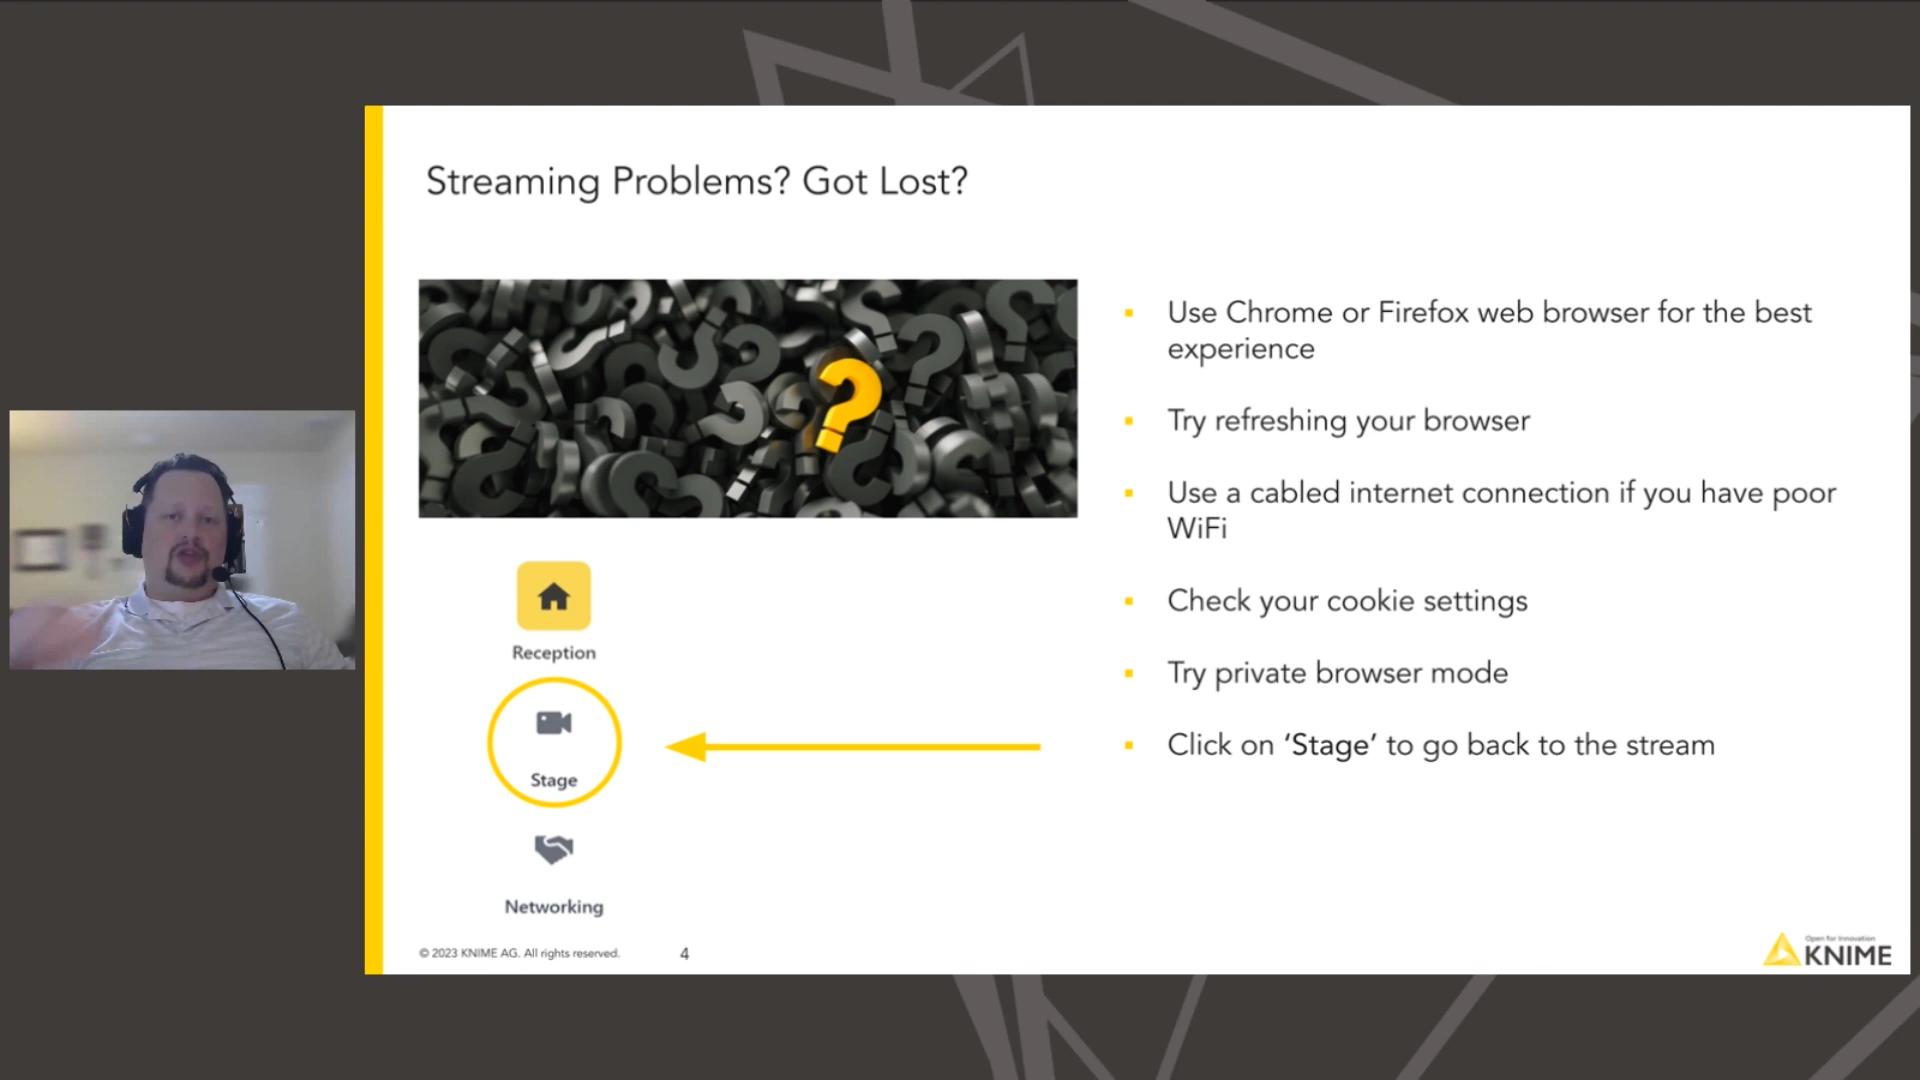 Streaming Problems? Got Lost?
▪ Use Chrome or Firefox web browser for the best
experience
▪ Try refreshing your browser
▪ Use a cabled internet connection if you have poor
WiFi
▪ Check your cookie settings
▪ Try private browser mode
▪ Click on ‘Stage’ to go back to the stream
Reception
Stage
Networking
© 2023 KNIME AG. All rights reserved.
4
Open for Innovation
KNIME